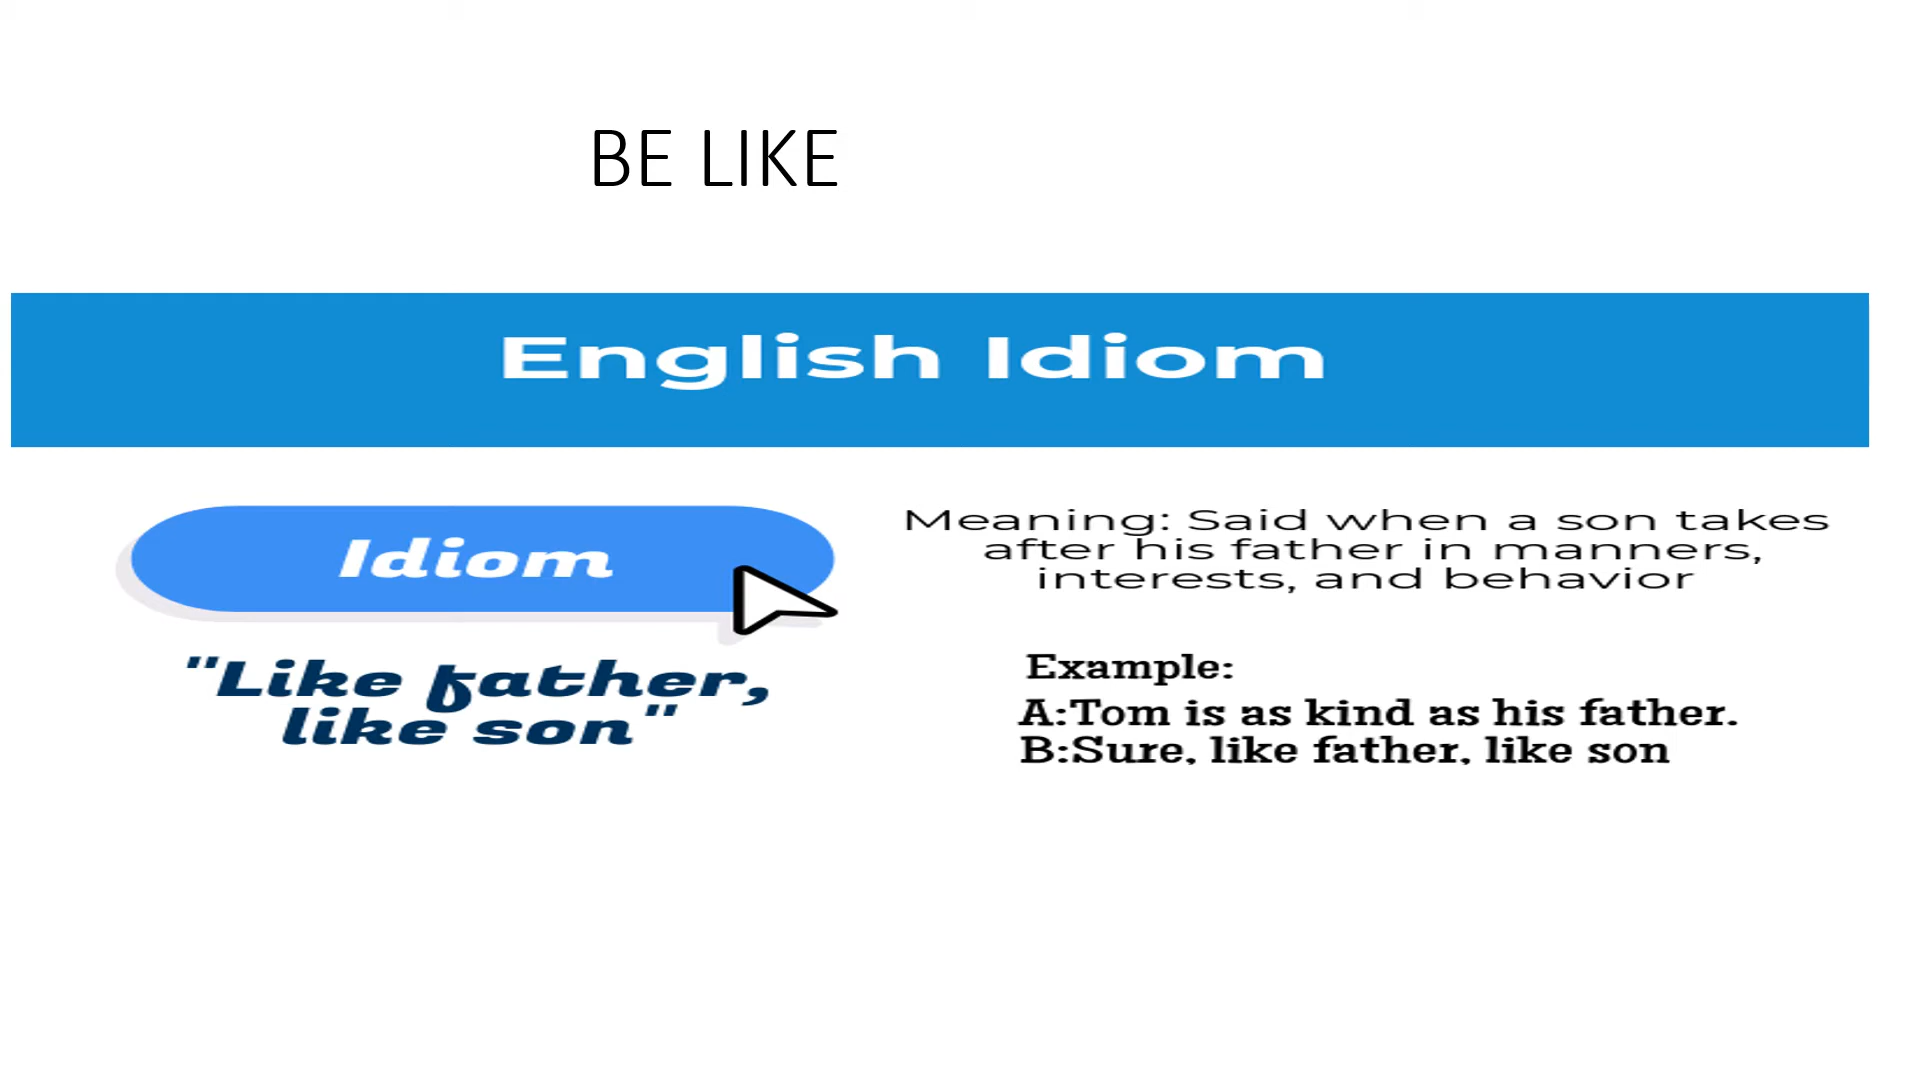 BE LIKE
English Idiom
Idiom
"Like father,
like son"
Meaning: Said when a son takes
after his father in manners,
interests, and behavior
Example:
A:Tom is as kind as his father.
B:Sure, like father, like son